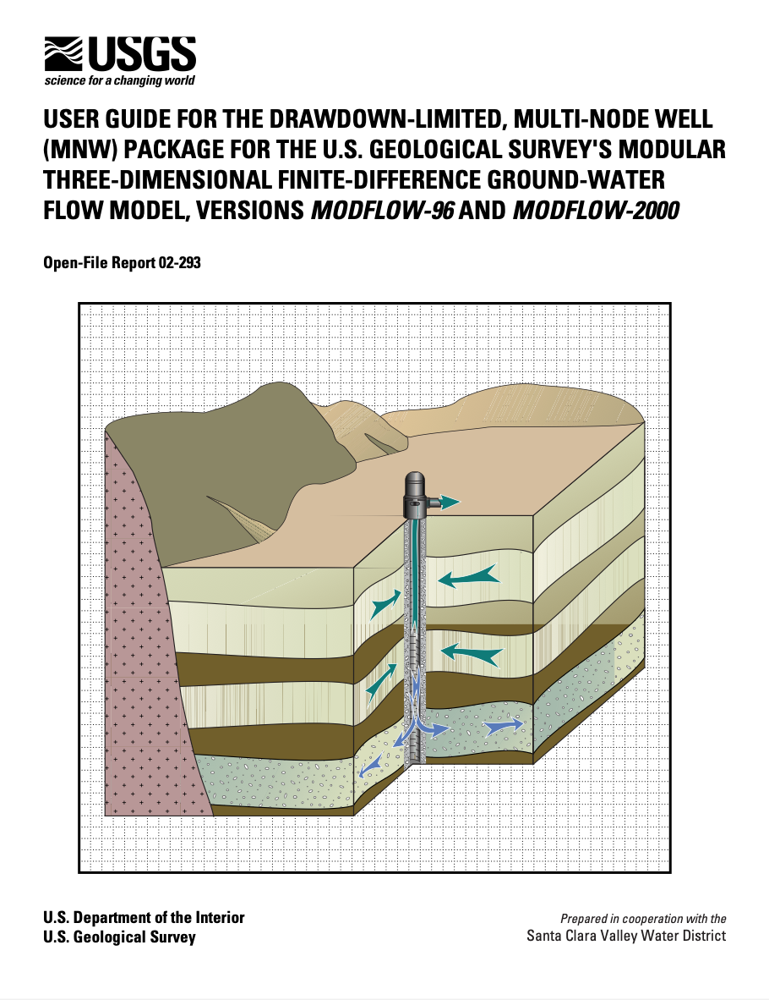 USGS
science for a changing world
USER GUIDE FOR THE DRAWDOWN-LIMITED, MULTI-NODE WELL
(MNW) PACKAGE FOR THE U.S. GEOLOGICAL SURVEY'S MODULAR
THREE-DIMENSIONAL FINITE-DIFFERENCE GROUND-WATER
FLOW MODEL, VERSIONS MODFLOW-96 AND MODFLOW-2000
Open-File Report 02-293
U.S. Department of the Interior
U.S. Geological Survey
Prepared in cooperation with the
Santa Clara Valley Water District